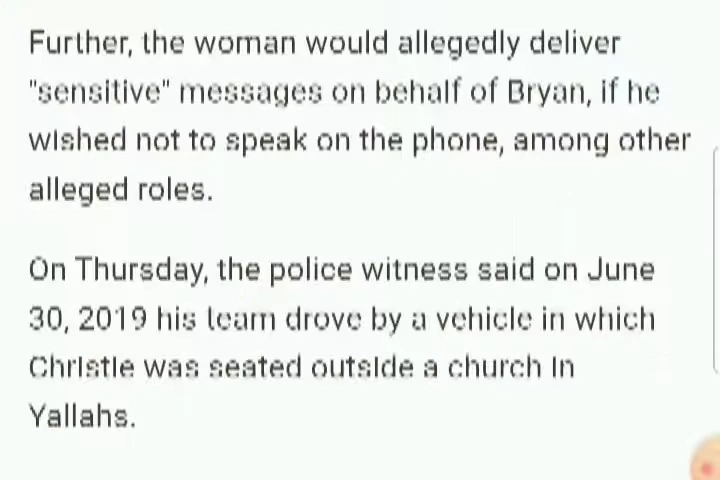 Further, the woman would allegedly deliver
"sensitive" messages on behalf of Bryan, if he
wished not to speak on the phone, among other
alleged roles.
On Thursday, the police witness said on June
30, 2019 his team drove by a vehicle in which
Christie was seated outside a church in
Yallahs.